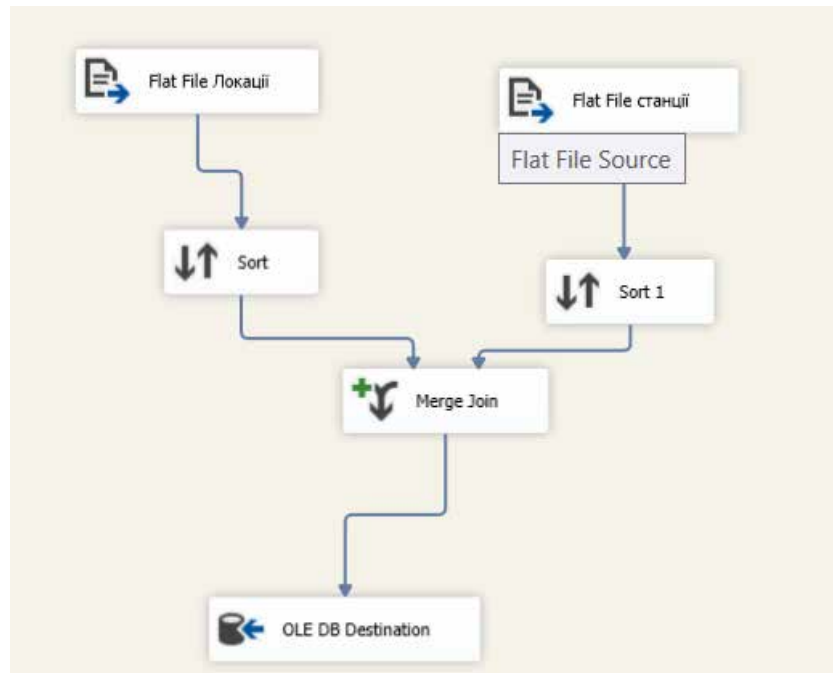 Flat File Локації
Flat File станції
Flat File Source
Sort
Sort 1
Merge Join
OLE DB Destination